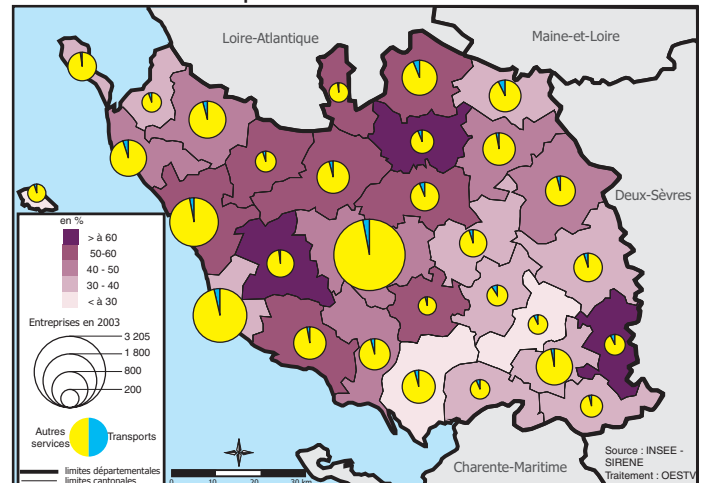 Loire-Atlantique
Maine-et-Loire
Deux-Sèvres
en %
> à 60
50-60
40 - 50
30 - 40
< à 30
Entreprises en 2003
3 205
1 800
800
200
Autres
services
Transports
limites départementales
limites cantonales
0 10 20 30 km
Charente-Maritime
Source : INSEE -
SIRENE
Traitement : OESTV